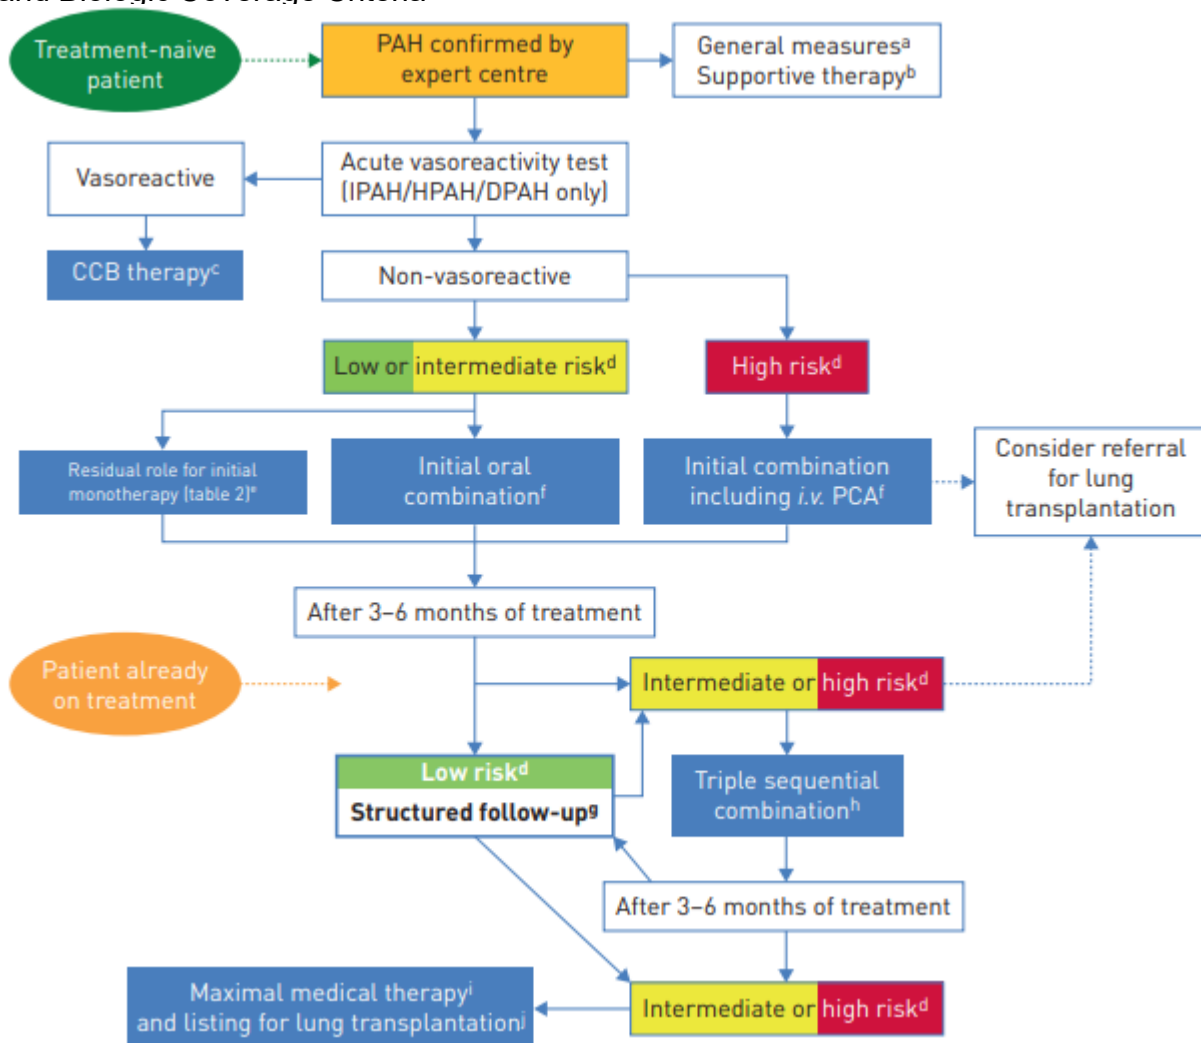 and Biologic Coverage Criteria
Treatment-naive
patient
PAH confirmed by
expert centre
General measuresᵃ
Supportive therapyᵇ
Vasoreactive
Acute vasoreactivity test
(IPAH/HPAH/DPAH only)
CCB therapyᶜ
Non-vasoreactive
Low or intermediate riskᵈ
High riskᵈ
Residual role for initial
monotherapy (table 2)ᵉ
Initial oral
combinationᶠ
Initial combination
including i.v. PCAᶠ
Consider referral
for lung
transplantation
After 3–6 months of treatment
Patient already
on treatment
Intermediate or high riskᵈ
Low riskᵈ
Structured follow-upᵍ
Triple sequential
combinationʰ
After 3–6 months of treatment
Maximal medical therapyⁱ
and listing for lung transplantationʲ
Intermediate or high riskᵈ